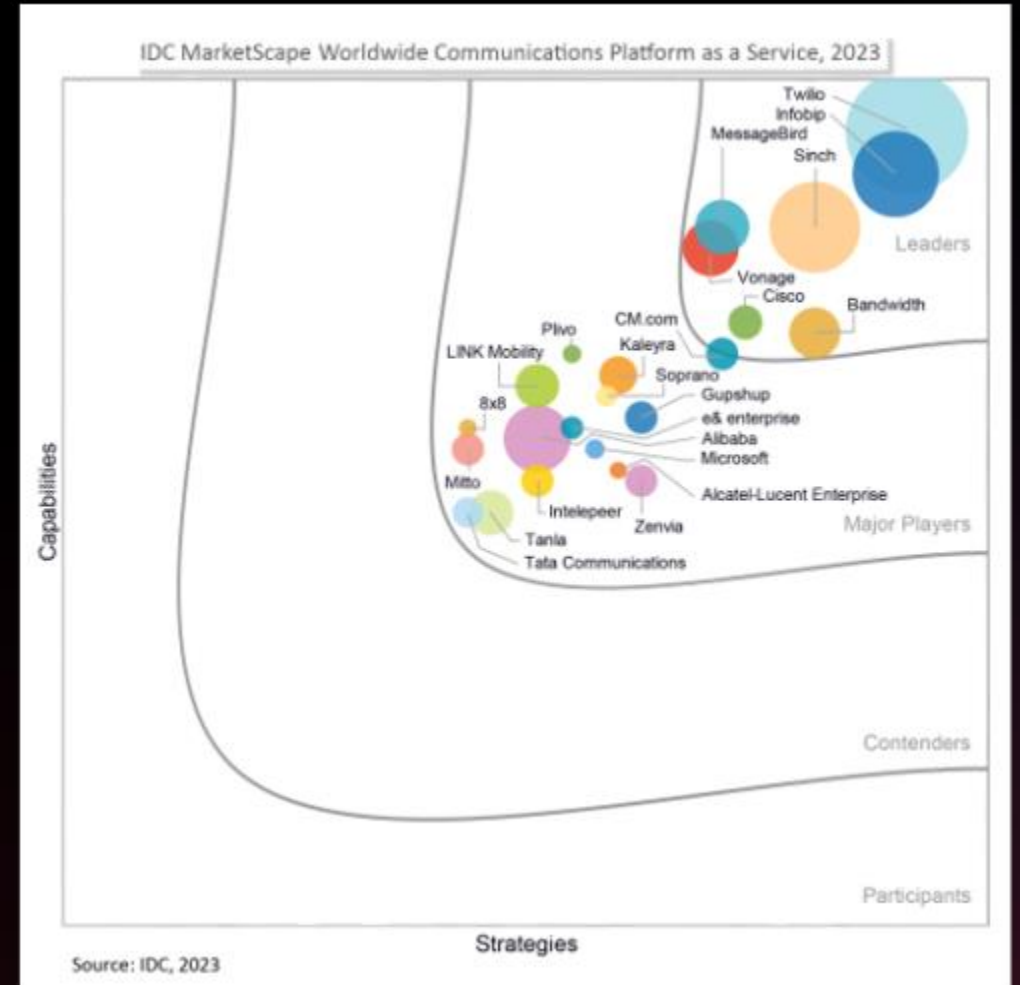 IDC MarketScape Worldwide Communications Platform as a Service, 2023
Twilio
Infobip
MessageBird
Sinch
Leaders
Vonage
Cisco
Bandwidth
CM.com
Plivo
Kaleyra
LINK Mobility
Soprano
Gupshup
8x8
e& enterprise
Alibaba
Microsoft
Mitto
Alcatel-Lucent Enterprise
Intelepeer
Zenvia
Major Players
Tanla
Tata Communications
Capabilities
Contenders
Participants
Strategies
Source: IDC, 2023